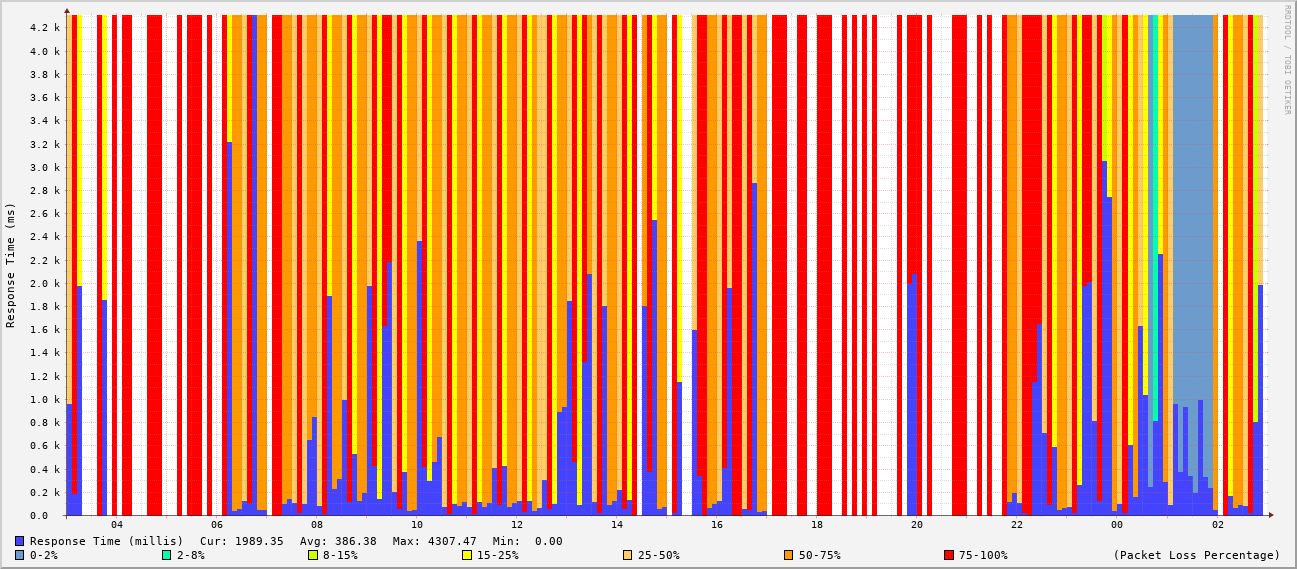 4.2 k
4.0 k
3.8 k
3.6 k
3.4 k
3.2 k
3.0 k
2.8 k
2.6 k
2.4 k
2.2 k
2.0 k
1.8 k
1.6 k
1.4 k
1.2 k
1.0 k
0.8 k
0.6 k
0.4 k
0.2 k
0.0
Response Time (ms)
RRDTOOL / TOBI OETIKER
04 06 08 10 12 14 16 18 20 22 00 02
Response Time (millis) Cur: 1989.35 Avg: 386.38 Max: 4307.47 Min: 0.00
0-2% 2-8% 8-15% 15-25% 25-50% 50-75% 75-100% (Packet Loss Percentage)